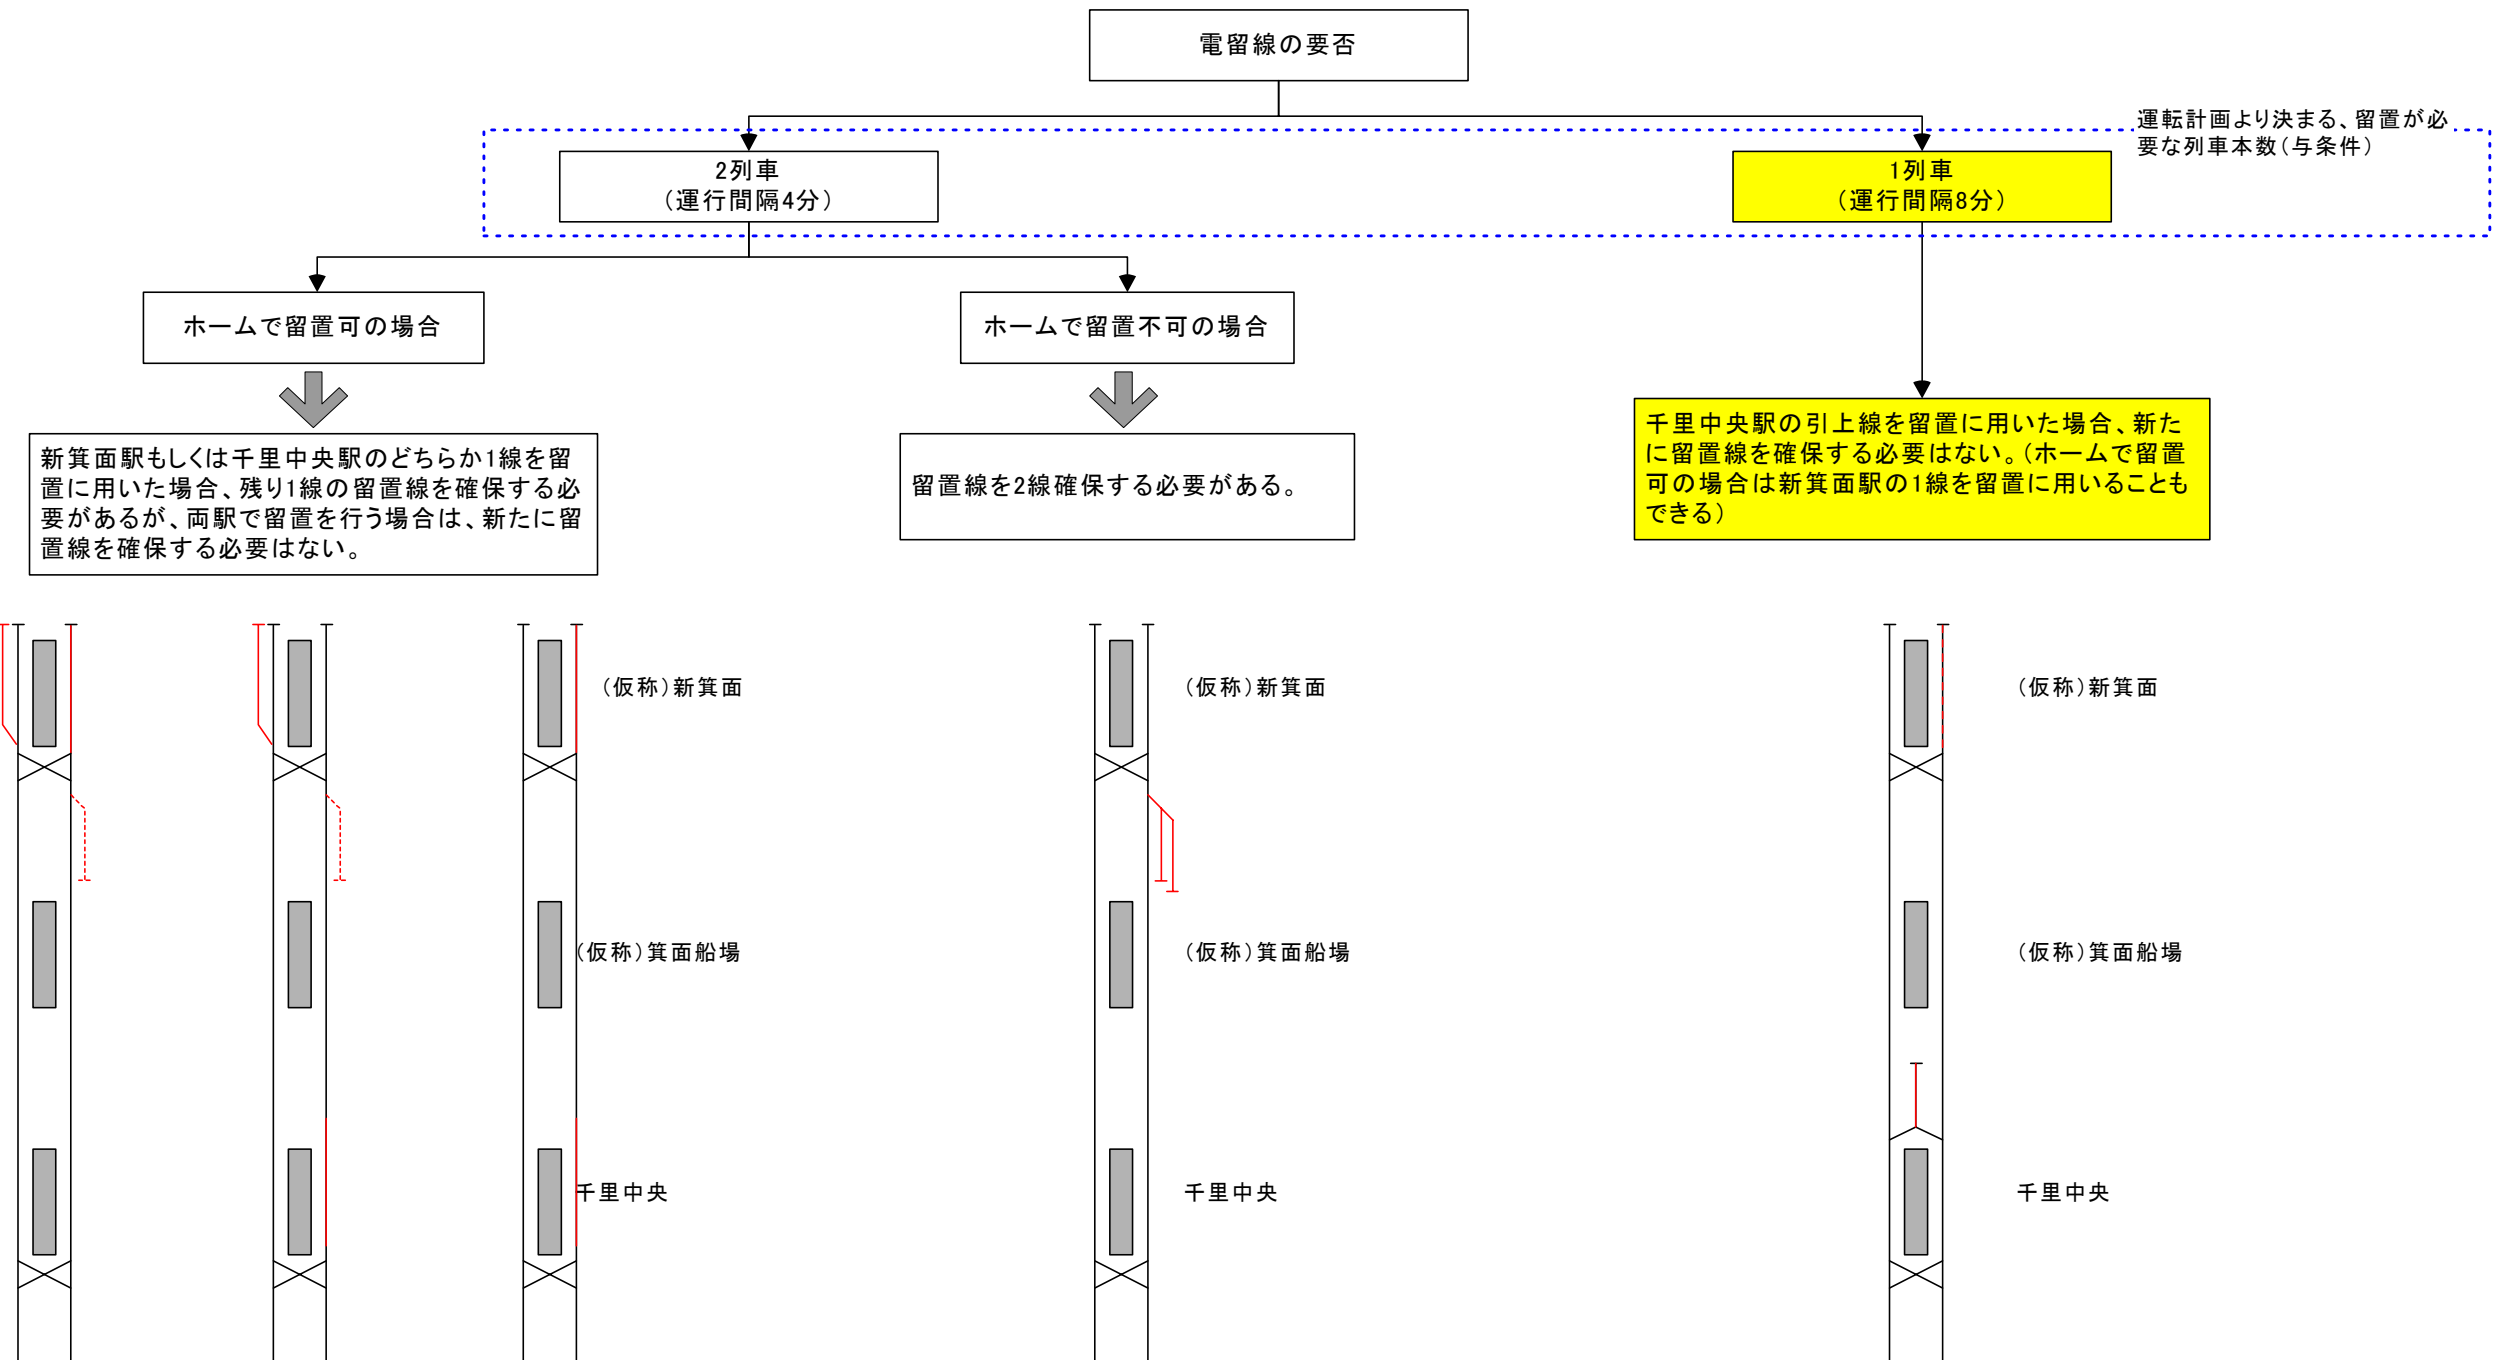 電留線の要否
運転計画より決まる、留置が必
要な列車本数（与条件）
2列車
（運行間隔4分）
1列車
（運行間隔8分）
ホームで留置可の場合
ホームで留置不可の場合
新箕面駅もしくは千里中央駅のどちらか1線を留
置に用いた場合、残り1線の留置線を確保する必
要があるが、両駅で留置を行う場合は、新たに留
置線を確保する必要はない。
留置線を2線確保する必要がある。
千里中央駅の引上線を留置に用いた場合、新た
に留置線を確保する必要はない。（ホームで留置
可の場合は新箕面駅の1線を留置に用いることも
できる）
（仮称）新箕面
（仮称）新箕面
（仮称）新箕面
（仮称）箕面船場
（仮称）箕面船場
（仮称）箕面船場
千里中央
千里中央
千里中央